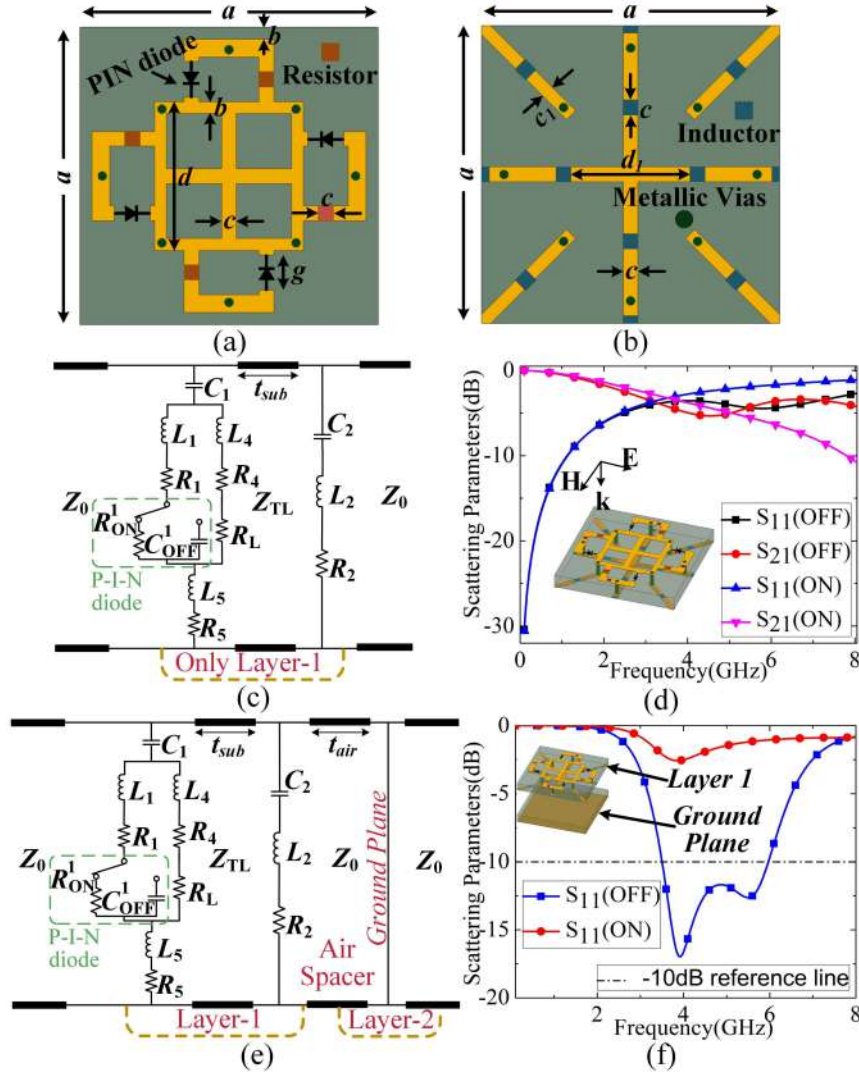 a
b
PIN diode
Resistor
b
a
d
c
c
g
(a)
a
c1
c
Inductor
d1
a
Metallic Vias
c
(b)
C1
tsub
L1
L4
C2
R1
R4
Z0
ZTL
L2
Z0
R1ON
C1OFF
RL
R2
P-I-N
diode
L5
R5
Only Layer-1
(c)
Scattering Parameters(dB)
0
-5
-10
-15
-20
-25
-30
E
H
k
S11(OFF)
S21(OFF)
S11(ON)
S21(ON)
0 2 4 6 8
Frequency(GHz)
(d)
C1
tsub
tair
L1
L4
C2
R1
R4
Ground Plane
Z0
ZTL
L2
Z0
Z0
R1ON
C1OFF
RL
R2
P-I-N
diode
L5
Air
Spacer
R5
Layer-1
Layer-2
(e)
Scattering Parameters(dB)
0
-5
-10
-15
-20
Layer 1
Ground
Plane
S11(OFF)
S11(ON)
-10dB reference line
2 4 6 8
Frequency(GHz)
(f)